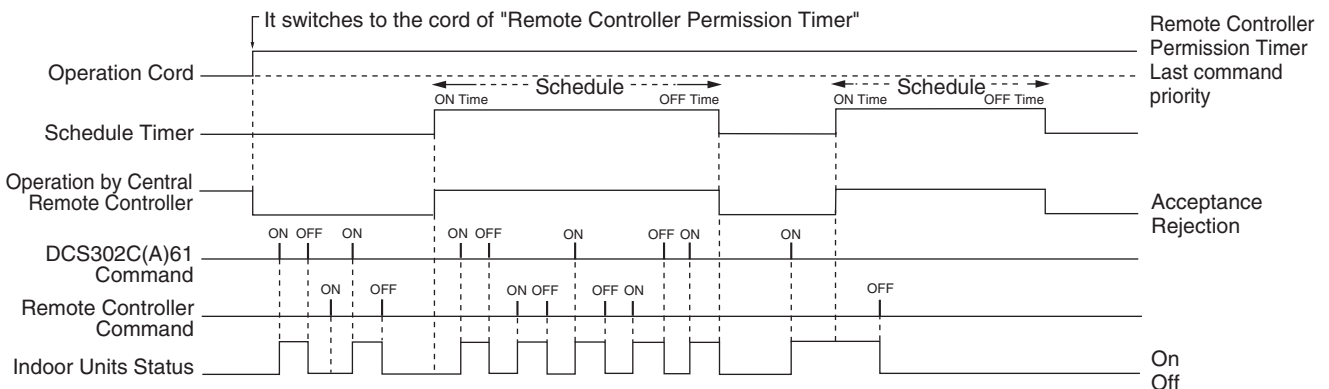 It switches to the cord of "Remote Controller Permission Timer"
Remote Controller
Permission Timer
Last command
priority
Operation Cord
Schedule
Schedule
ON Time
OFF Time
ON Time
OFF Time
Schedule Timer
Operation by Central
Remote Controller
Acceptance
Rejection
ON OFF ON ON OFF ON OFF ON ON
DCS302C(A)61
Command
ON OFF ON OFF OFF ON OFF
Remote Controller
Command
Indoor Units Status
On
Off